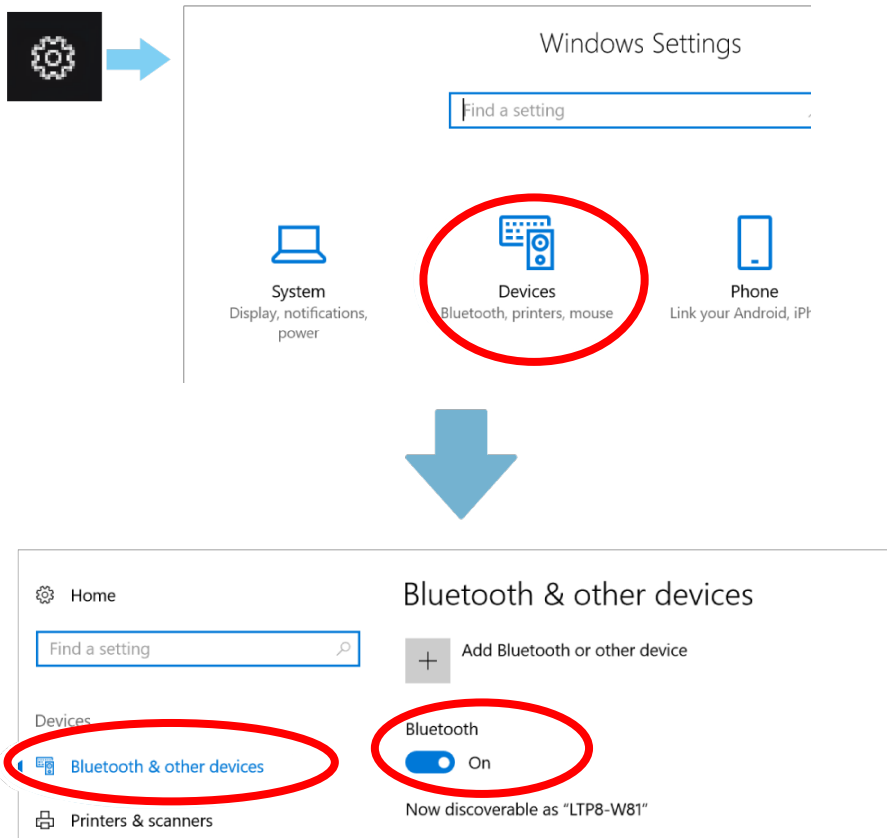 Windows Settings
Find a setting
System
Display, notifications,
power
Devices
Bluetooth, printers, mouse
Phone
Link your Android, iPh
Home
Find a setting
Devices
Bluetooth & other devices
Printers & scanners
Bluetooth & other devices
Add Bluetooth or other device
Bluetooth
On
Now discoverable as “LTP8-W81”